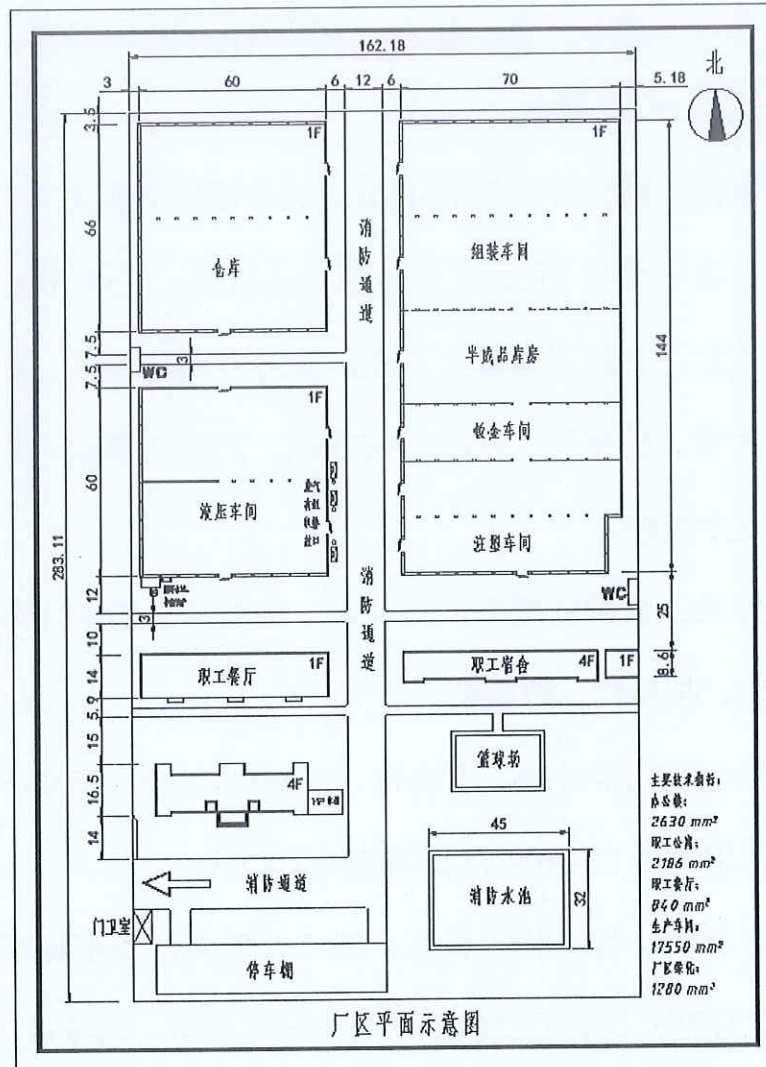 162.18
3 60 6 12 6 70 5.18
北
3.5
1F
1F
66
消防通道
仓库
组装车间
7.5
3
WC
7.5
半成品库房
144
1F
钣金车间
60
液压车间
注塑车间
283.11
12
3
消防通道
WC
25
10
14
职工餐厅
1F
职工宿舍
4F
1F
8.6
5.9
15
篮球场
16.5
4F
14
45
消防通道
消防水池
32
门卫室
停车棚
主要技术指标:
办公楼:
2630 mm²
职工公寓:
2186 mm²
职工餐厅:
840 mm²
生产车间:
17550 mm²
厂区绿化:
1280 mm²
厂区平面示意图